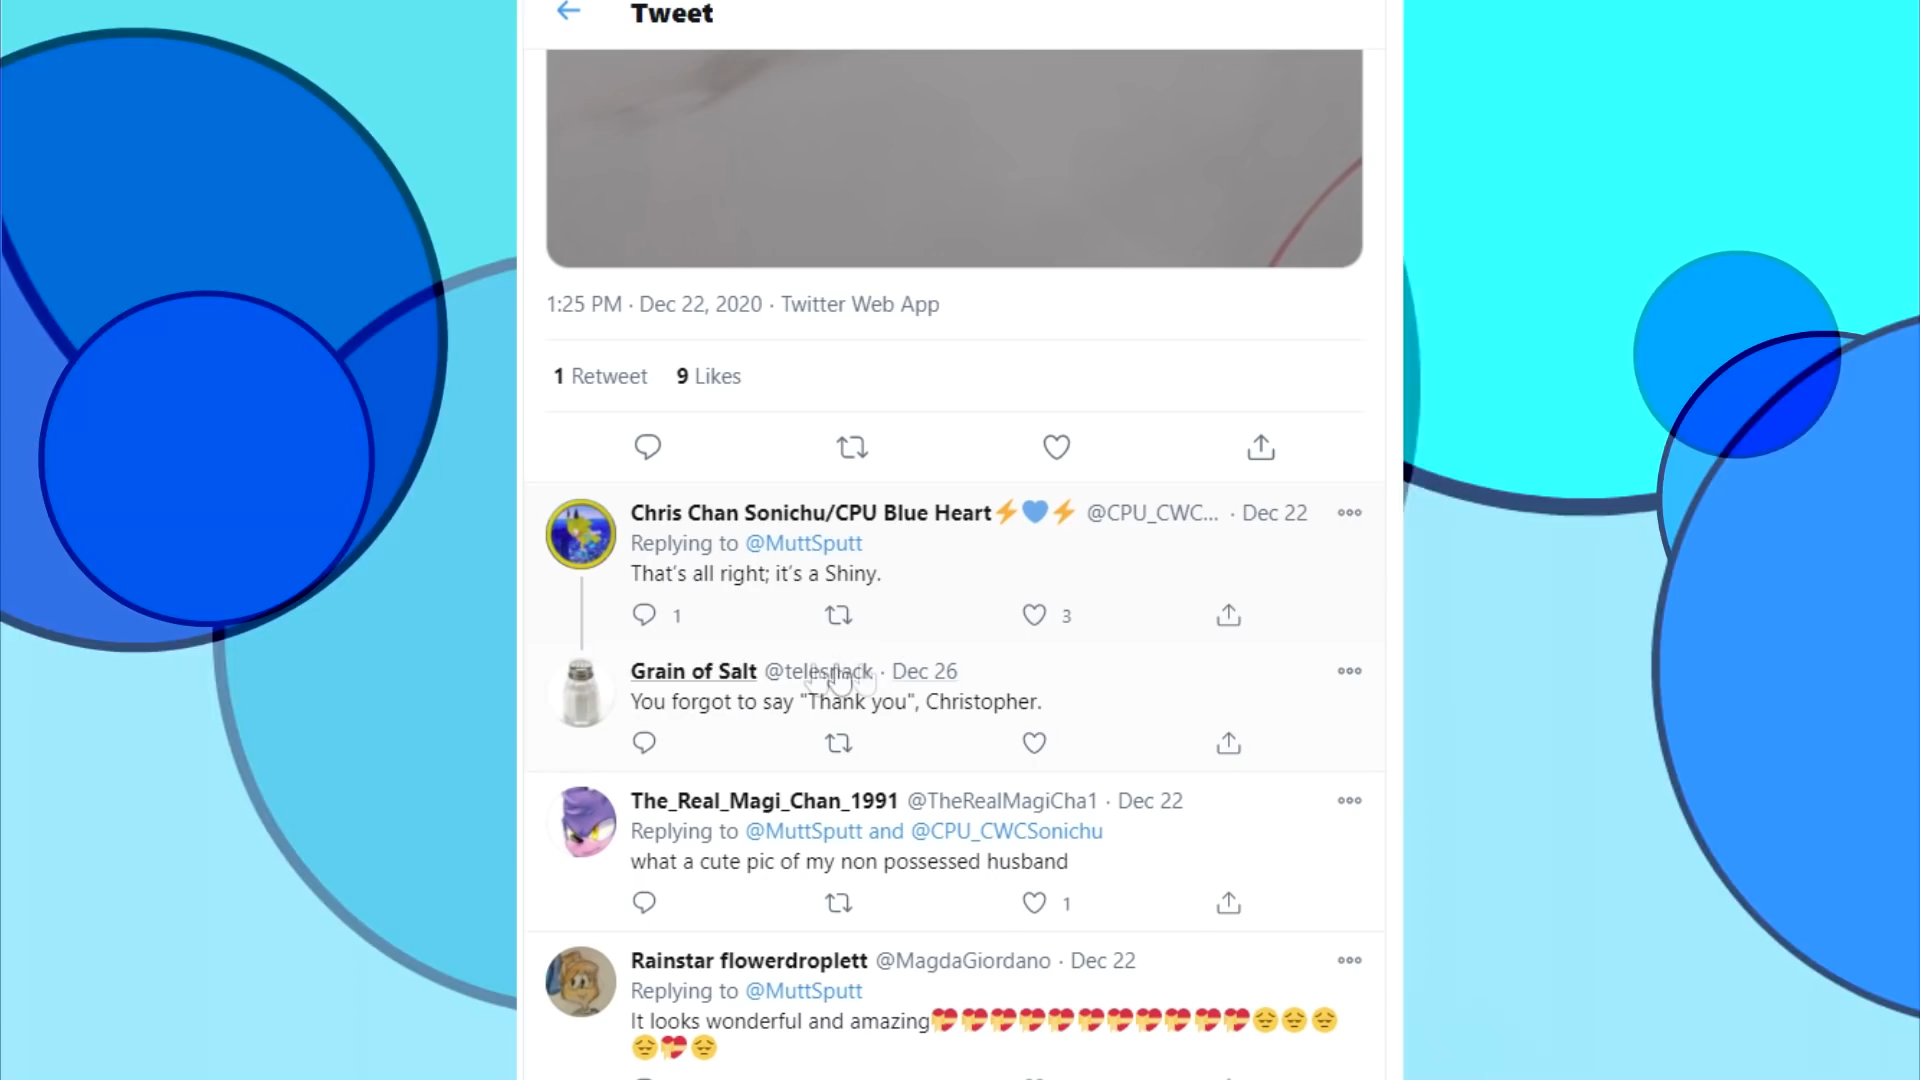 Tweet
1:25 PM · Dec 22, 2020 · Twitter Web App
1 Retweet 9 Likes
Chris Chan Sonichu/CPU Blue Heart⚡💙⚡ @CPU_CWC... · Dec 22
Replying to @MuttSputt
That's all right; it's a Shiny.
1 3
Grain of Salt @telesnack · Dec 26
You forgot to say "Thank you", Christopher.
The_Real_Magi_Chan_1991 @TheRealMagiCha1 · Dec 22
Replying to @MuttSputt and @CPU_CWCSonichu
what a cute pic of my non possessed husband
1
Rainstar flowerdroplett @MagdaGiordano · Dec 22
Replying to @MuttSputt
It looks wonderful and amazing💝💝💝💝💝💝💝💝💝💝💝😔😔😔
😔💝😔